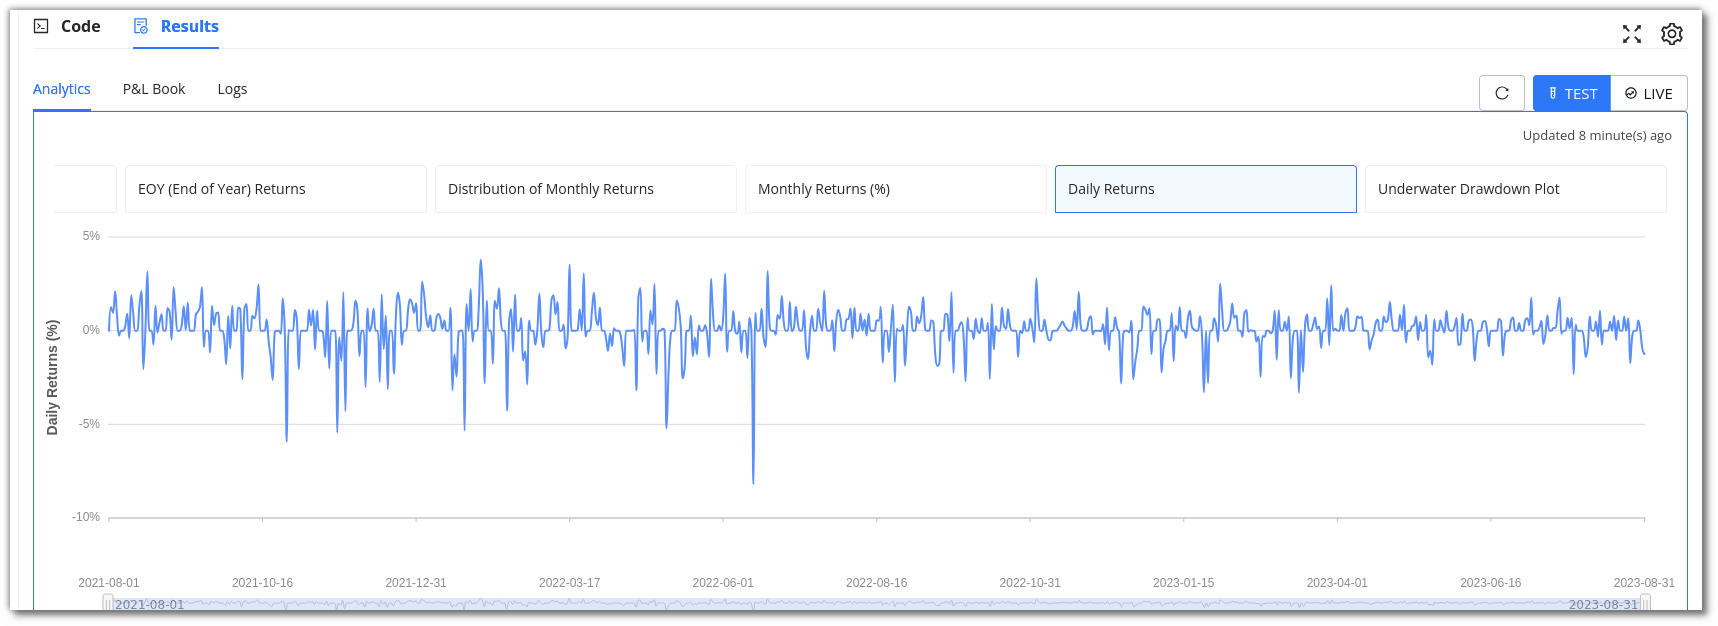 Code Results
Analytics P&L Book Logs
TEST LIVE
Updated 8 minute(s) ago
EOY (End of Year) Returns Distribution of Monthly Returns Monthly Returns (%) Daily Returns Underwater Drawdown Plot
5%
0%
-5%
-10%
Daily Returns (%)
2021-08-01 2021-10-16 2021-12-31 2022-03-17 2022-06-01 2022-08-16 2022-10-31 2023-01-15 2023-04-01 2023-06-16 2023-08-31
2021-08-01 2023-08-31